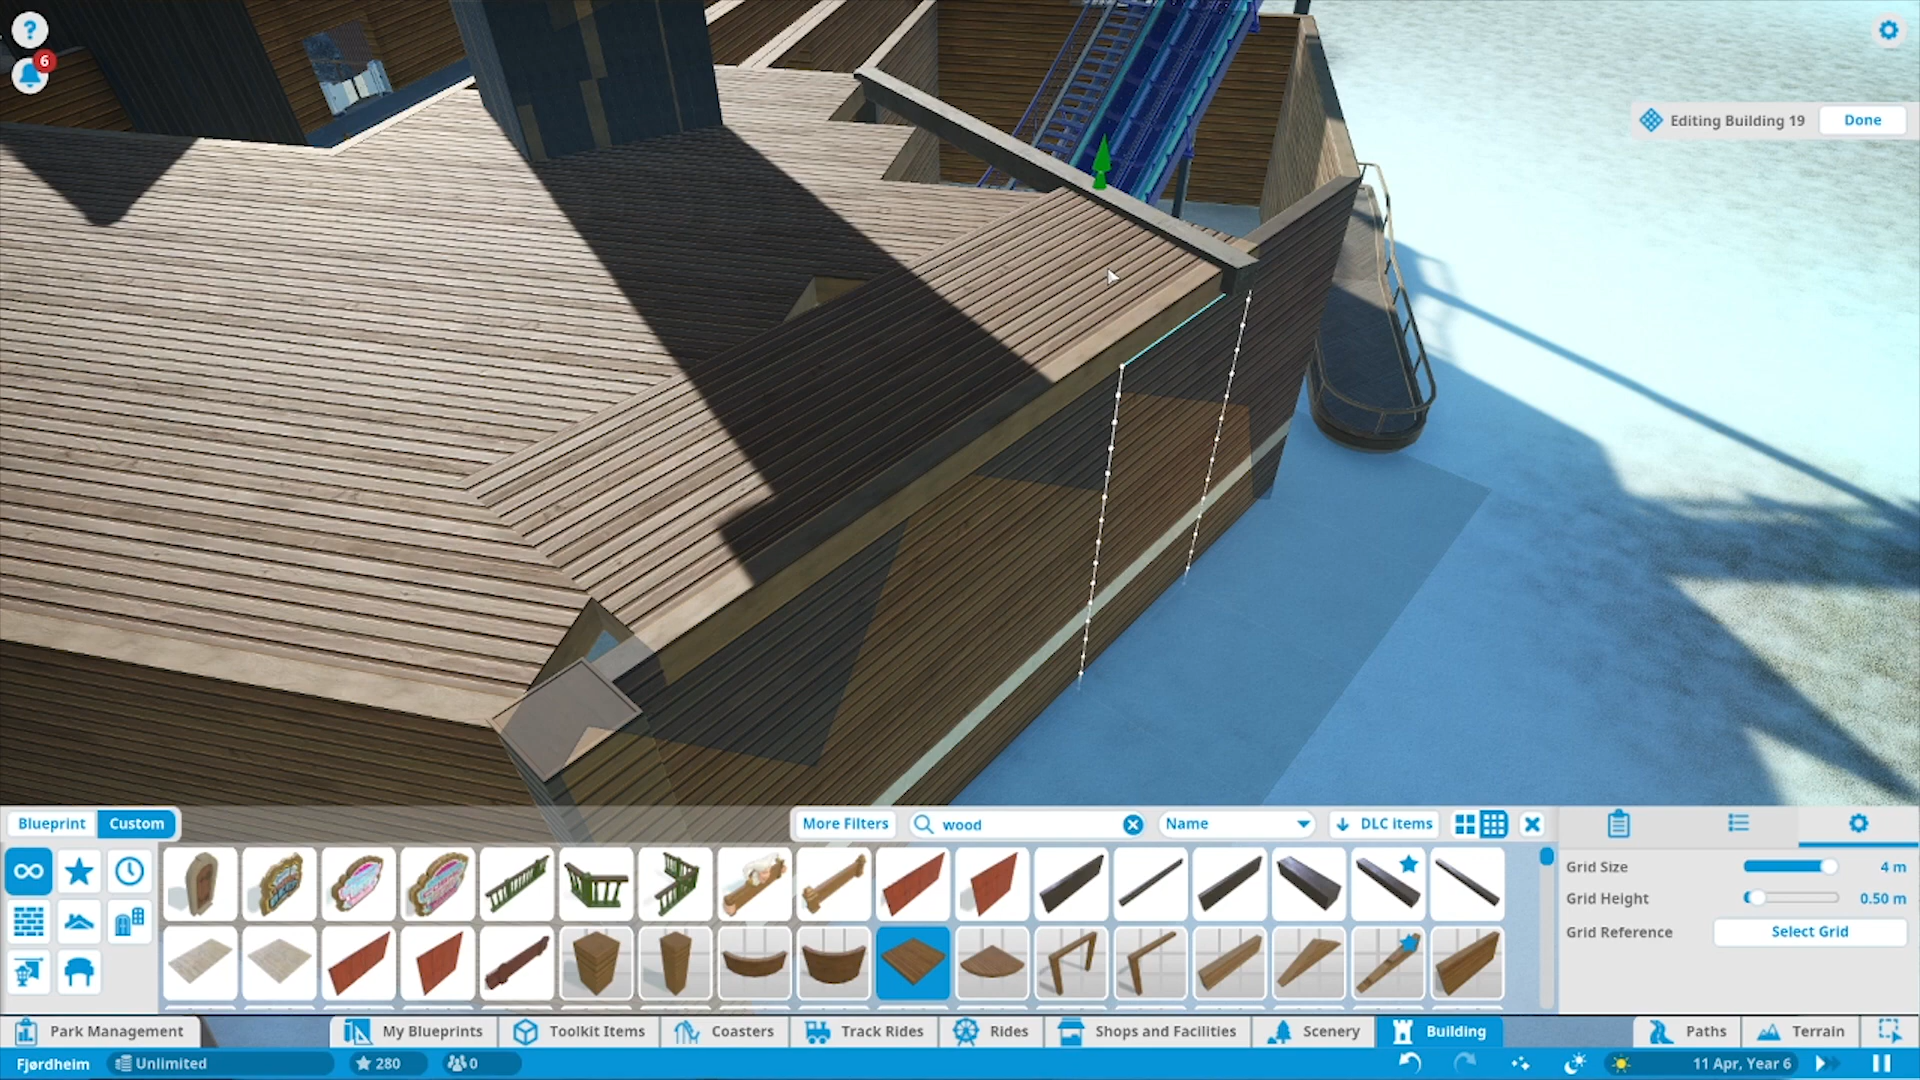 ?
6
Editing Building 19
Done
Blueprint
Custom
More Filters
wood
Name
DLC items
Grid Size
4 m
Grid Height
0.50 m
Grid Reference
Select Grid
Park Management
My Blueprints
Toolkit Items
Coasters
Track Rides
Rides
Shops and Facilities
Scenery
Building
Paths
Terrain
Fjørdheim
Unlimited
280
0
11 Apr, Year 6